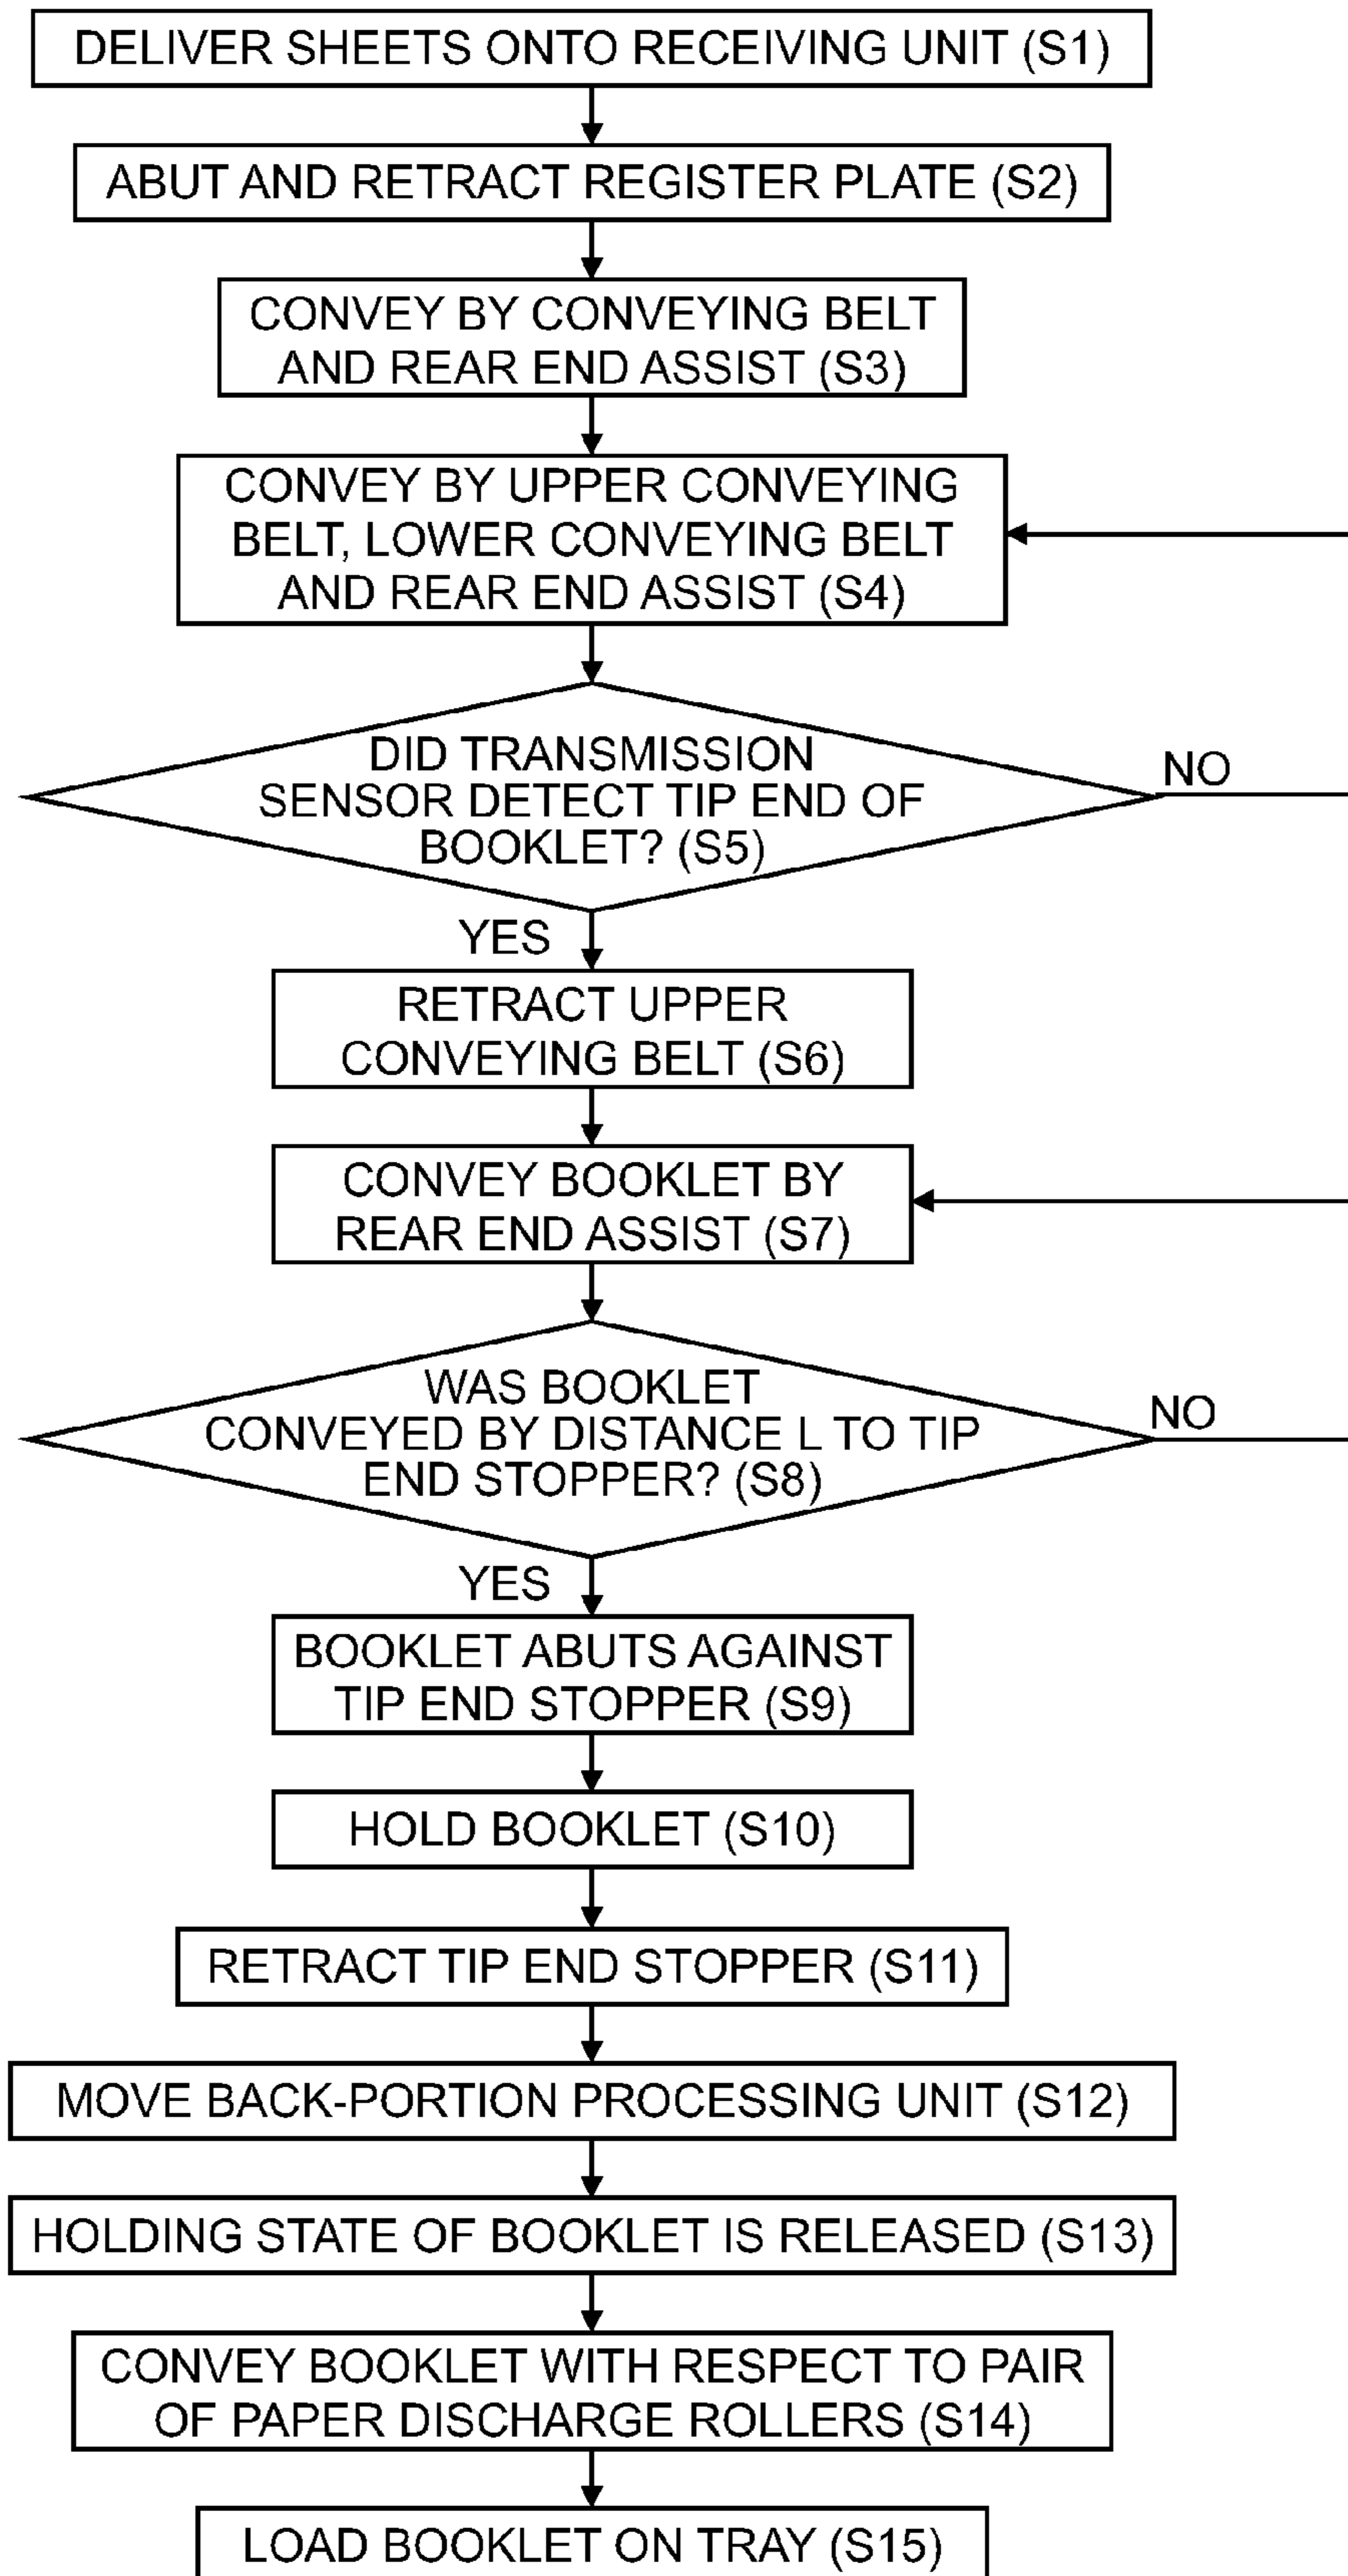 DELIVER SHEETS ONTO RECEIVING UNIT (S1)
ABUT AND RETRACT REGISTER PLATE (S2)
CONVEY BY CONVEYING BELT
AND REAR END ASSIST (S3)
CONVEY BY UPPER CONVEYING
BELT, LOWER CONVEYING BELT
AND REAR END ASSIST (S4)
DID TRANSMISSION
SENSOR DETECT TIP END OF
BOOKLET? (S5)
NO
YES
RETRACT UPPER
CONVEYING BELT (S6)
CONVEY BOOKLET BY
REAR END ASSIST (S7)
WAS BOOKLET
CONVEYED BY DISTANCE L TO TIP
END STOPPER? (S8)
NO
YES
BOOKLET ABUTS AGAINST
TIP END STOPPER (S9)
HOLD BOOKLET (S10)
RETRACT TIP END STOPPER (S11)
MOVE BACK-PORTION PROCESSING UNIT (S12)
HOLDING STATE OF BOOKLET IS RELEASED (S13)
CONVEY BOOKLET WITH RESPECT TO PAIR
OF PAPER DISCHARGE ROLLERS (S14)
LOAD BOOKLET ON TRAY (S15)